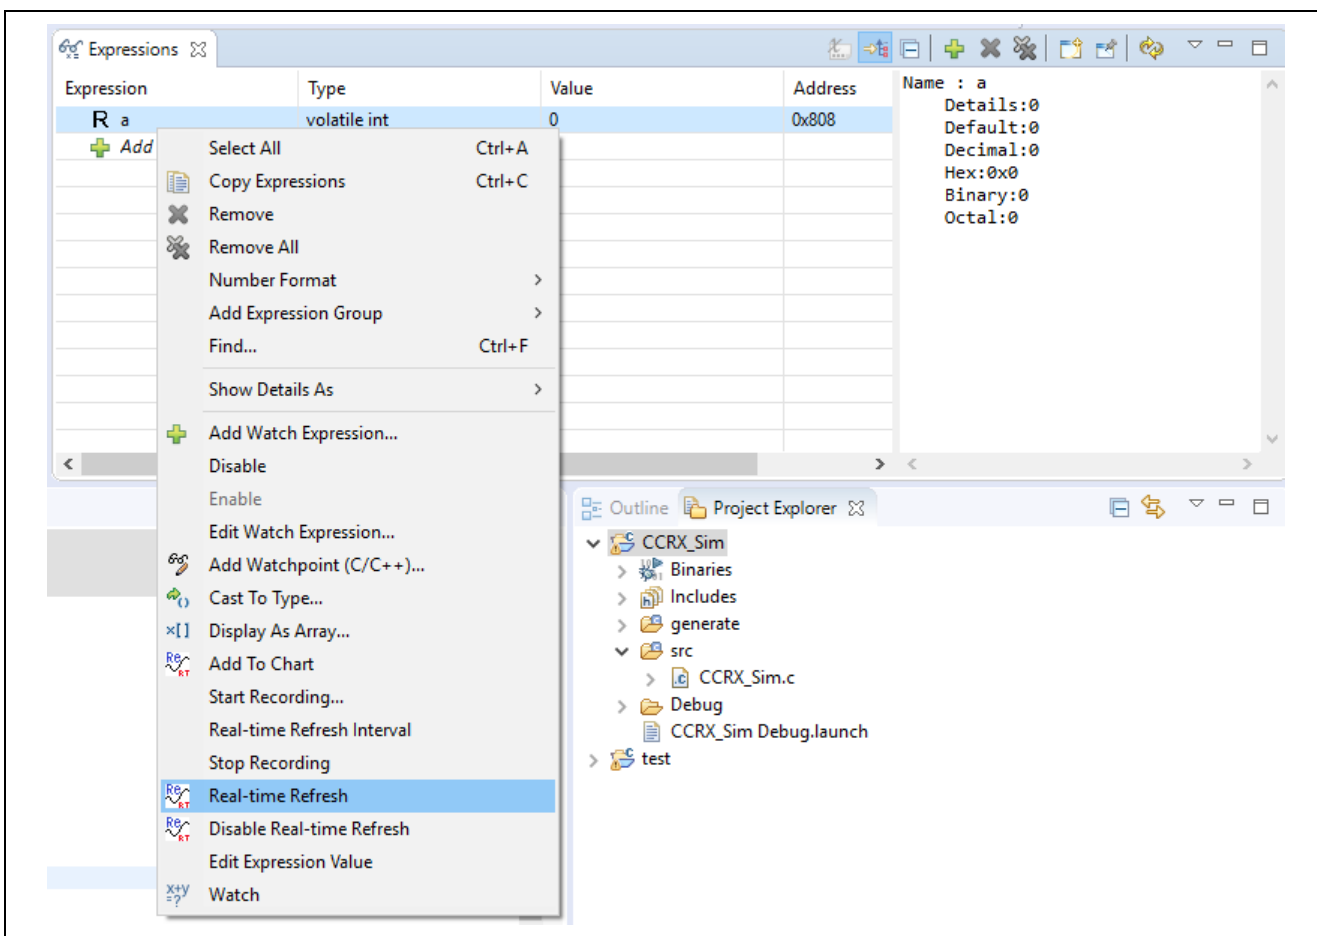 Expressions
Expression Type Value Address
R a volatile int 0 0x808
Add
Name : a
Details:0
Default:0
Decimal:0
Hex:0x0
Binary:0
Octal:0
Select All Ctrl+A
Copy Expressions Ctrl+C
Remove
Remove All
Number Format
Add Expression Group
Find... Ctrl+F
Show Details As
Add Watch Expression...
Disable
Enable
Edit Watch Expression...
Add Watchpoint (C/C++)...
Cast To Type...
Display As Array...
Add To Chart
Start Recording...
Real-time Refresh Interval
Stop Recording
Real-time Refresh
Disable Real-time Refresh
Edit Expression Value
Watch
Outline Project Explorer
CCRX_Sim
Binaries
Includes
generate
src
CCRX_Sim.c
Debug
CCRX_Sim Debug.launch
test